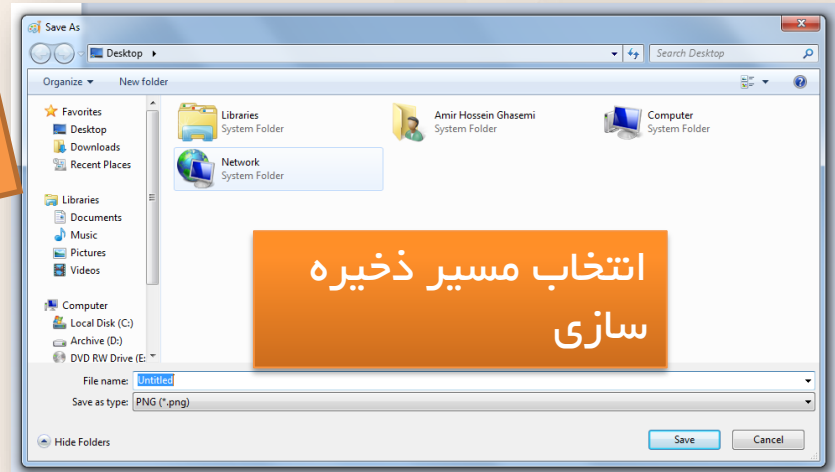 Save As
Desktop
Search Desktop
Organize
New folder
Favorites
Desktop
Downloads
Recent Places
Libraries
Documents
Music
Pictures
Videos
Computer
Local Disk (C:)
Archive (D:)
DVD RW Drive (E:
Libraries
System Folder
Amir Hossein Ghasemi
System Folder
Computer
System Folder
Network
System Folder
انتخاب مسیر ذخیره
سازی
File name: Untitled
Save as type: PNG (*.png)
Hide Folders
Save
Cancel